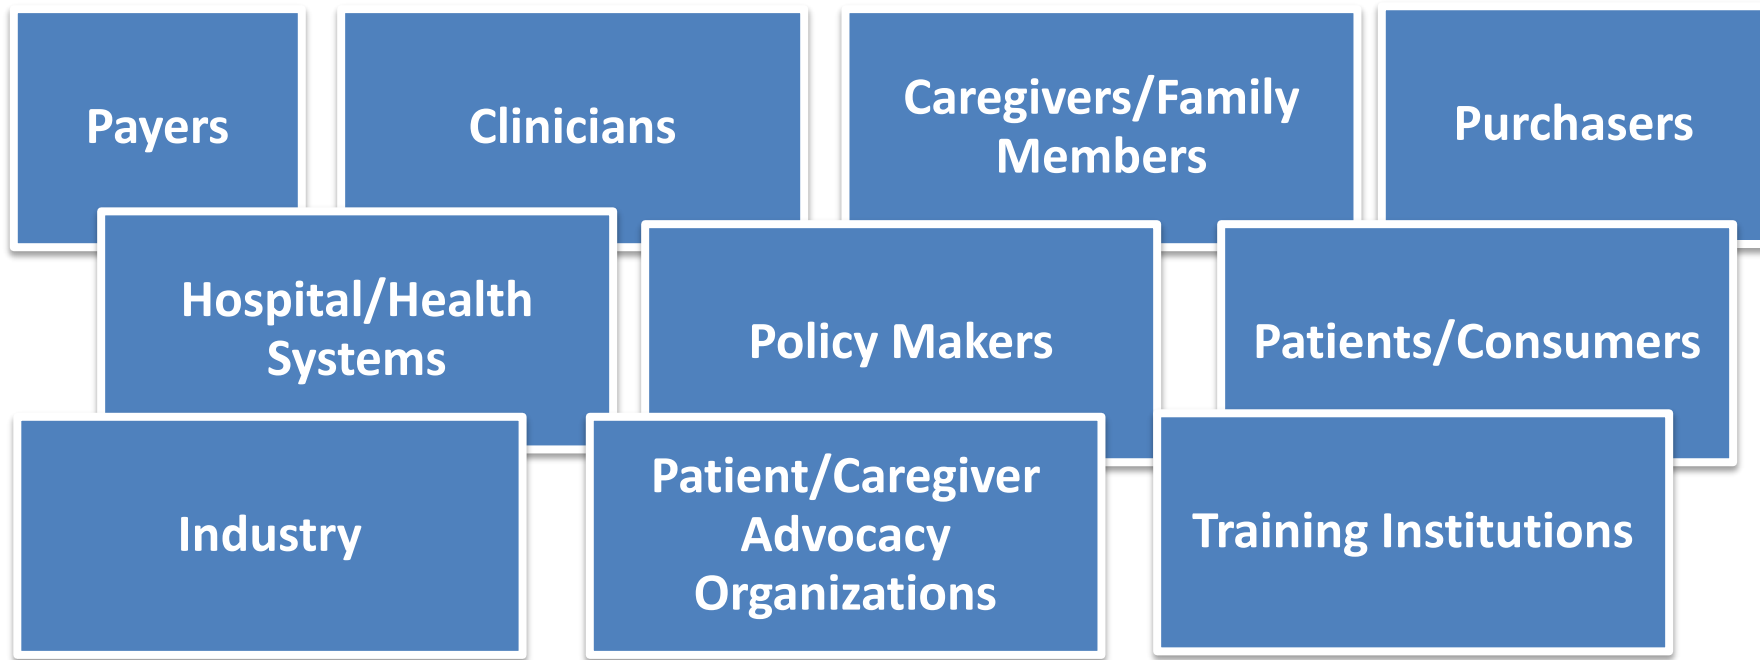 Payers
Clinicians
Caregivers/Family
Members
Purchasers
Hospital/Health
Systems
Policy Makers
Patients/Consumers
Industry
Patient/Caregiver
Advocacy
Organizations
Training Institutions